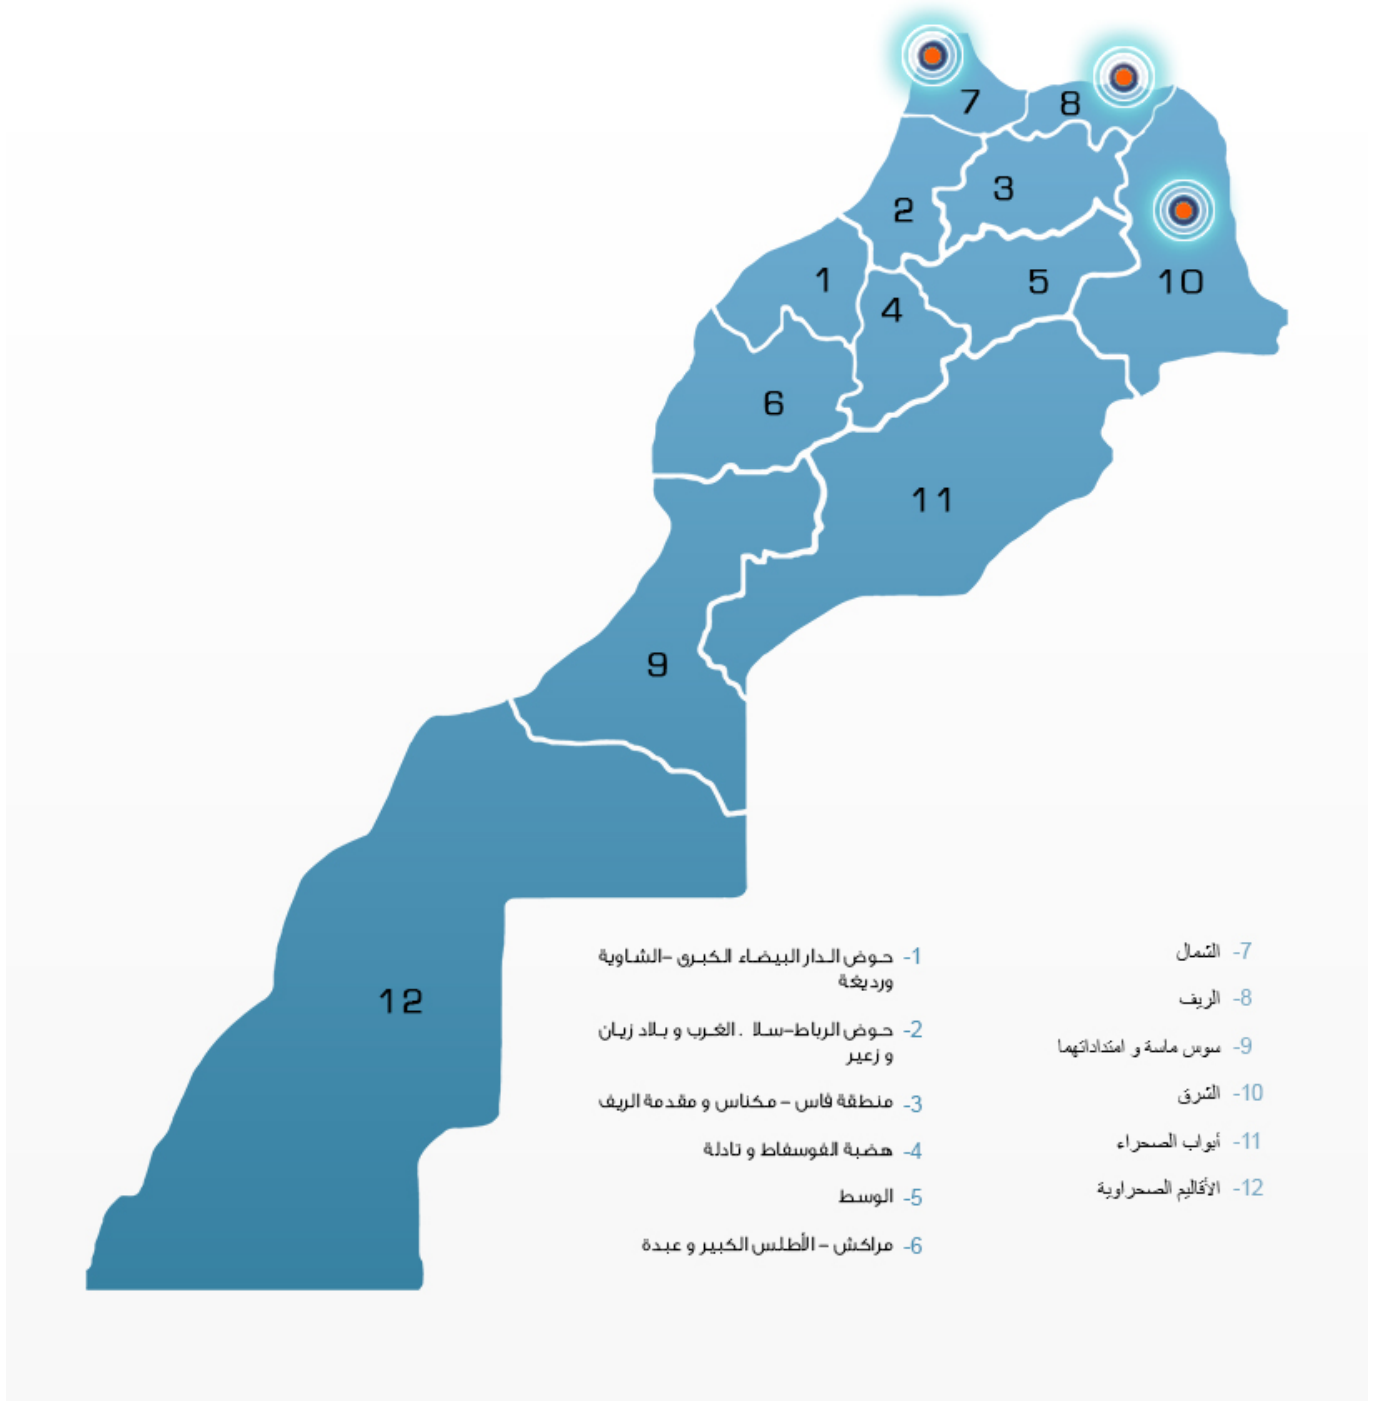 7
8
3
2
1
5
10
4
6
11
9
12
1- حوض الدار البيضاء الكبرى -الشاوية
ورديغة
2- حوض الرباط-سلا . الغرب و بلاد زيان
و زعير
3- منطقة فاس - مكناس و مقدمة الريف
4- هضبة الفوسفاط و تادلة
5- الوسط
6- مراكش - الأطلس الكبير و عبدة
7- الشمال
8- الريف
9- سوس ماسة و امتداداتهما
10- الشرق
11- أبواب الصحراء
12- الأقاليم الصحراوية